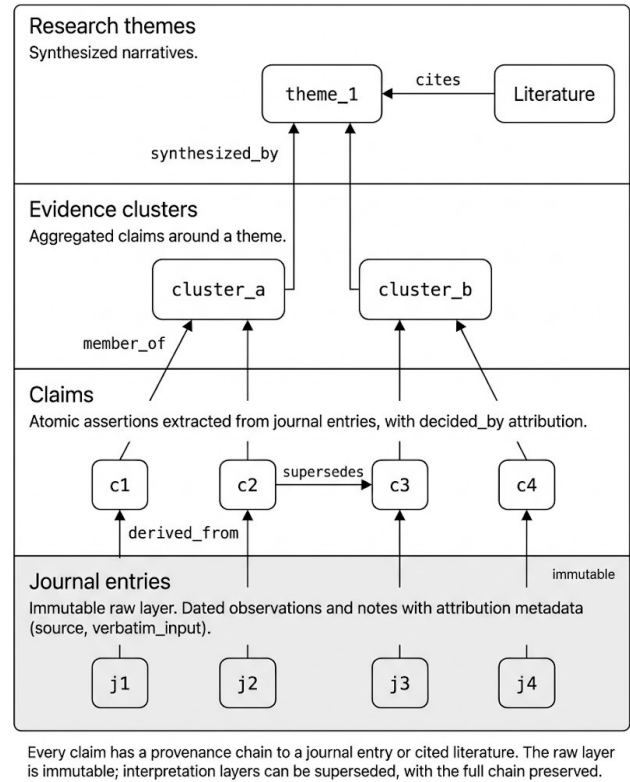 Research themes
Synthesized narratives.
theme_1
cites
Literature
synthesized_by
Evidence clusters
Aggregated claims around a theme.
cluster_a
cluster_b
member_of
Claims
Atomic assertions extracted from journal entries, with decided_by attribution.
c1
c2
supersedes
c3
c4
derived_from
Journal entries
immutable
Immutable raw layer. Dated observations and notes with attribution metadata
(source, verbatim_input).
j1
j2
j3
j4
Every claim has a provenance chain to a journal entry or cited literature. The raw layer
is immutable; interpretation layers can be superseded, with the full chain preserved.